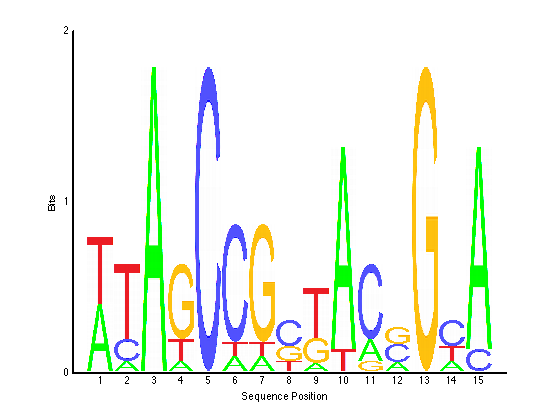 2
Bits
1
0
T T A G C C G C T A C G G C A
A C T T T G G T A C T C
A A A A T A G A A
1 2 3 4 5 6 7 8 9 10 11 12 13 14 15
Sequence Position